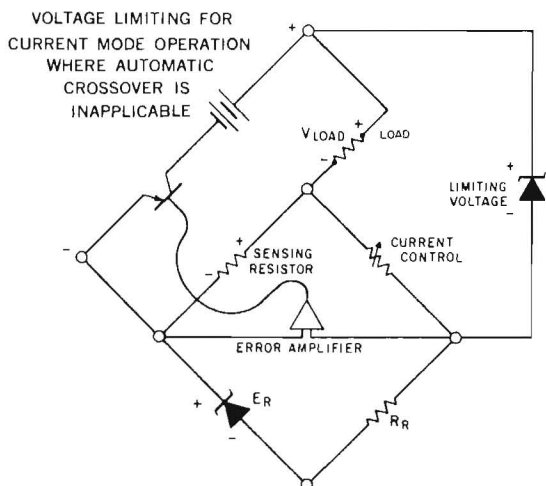 VOLTAGE LIMITING FOR
CURRENT MODE OPERATION
WHERE AUTOMATIC
CROSSOVER IS
INAPPLICABLE
+
+
VLOAD
LOAD
-
+
LIMITING
VOLTAGE
-
+
SENSING
RESISTOR
-
CURRENT
CONTROL
-
ERROR AMPLIFIER
+
ER
-
RR